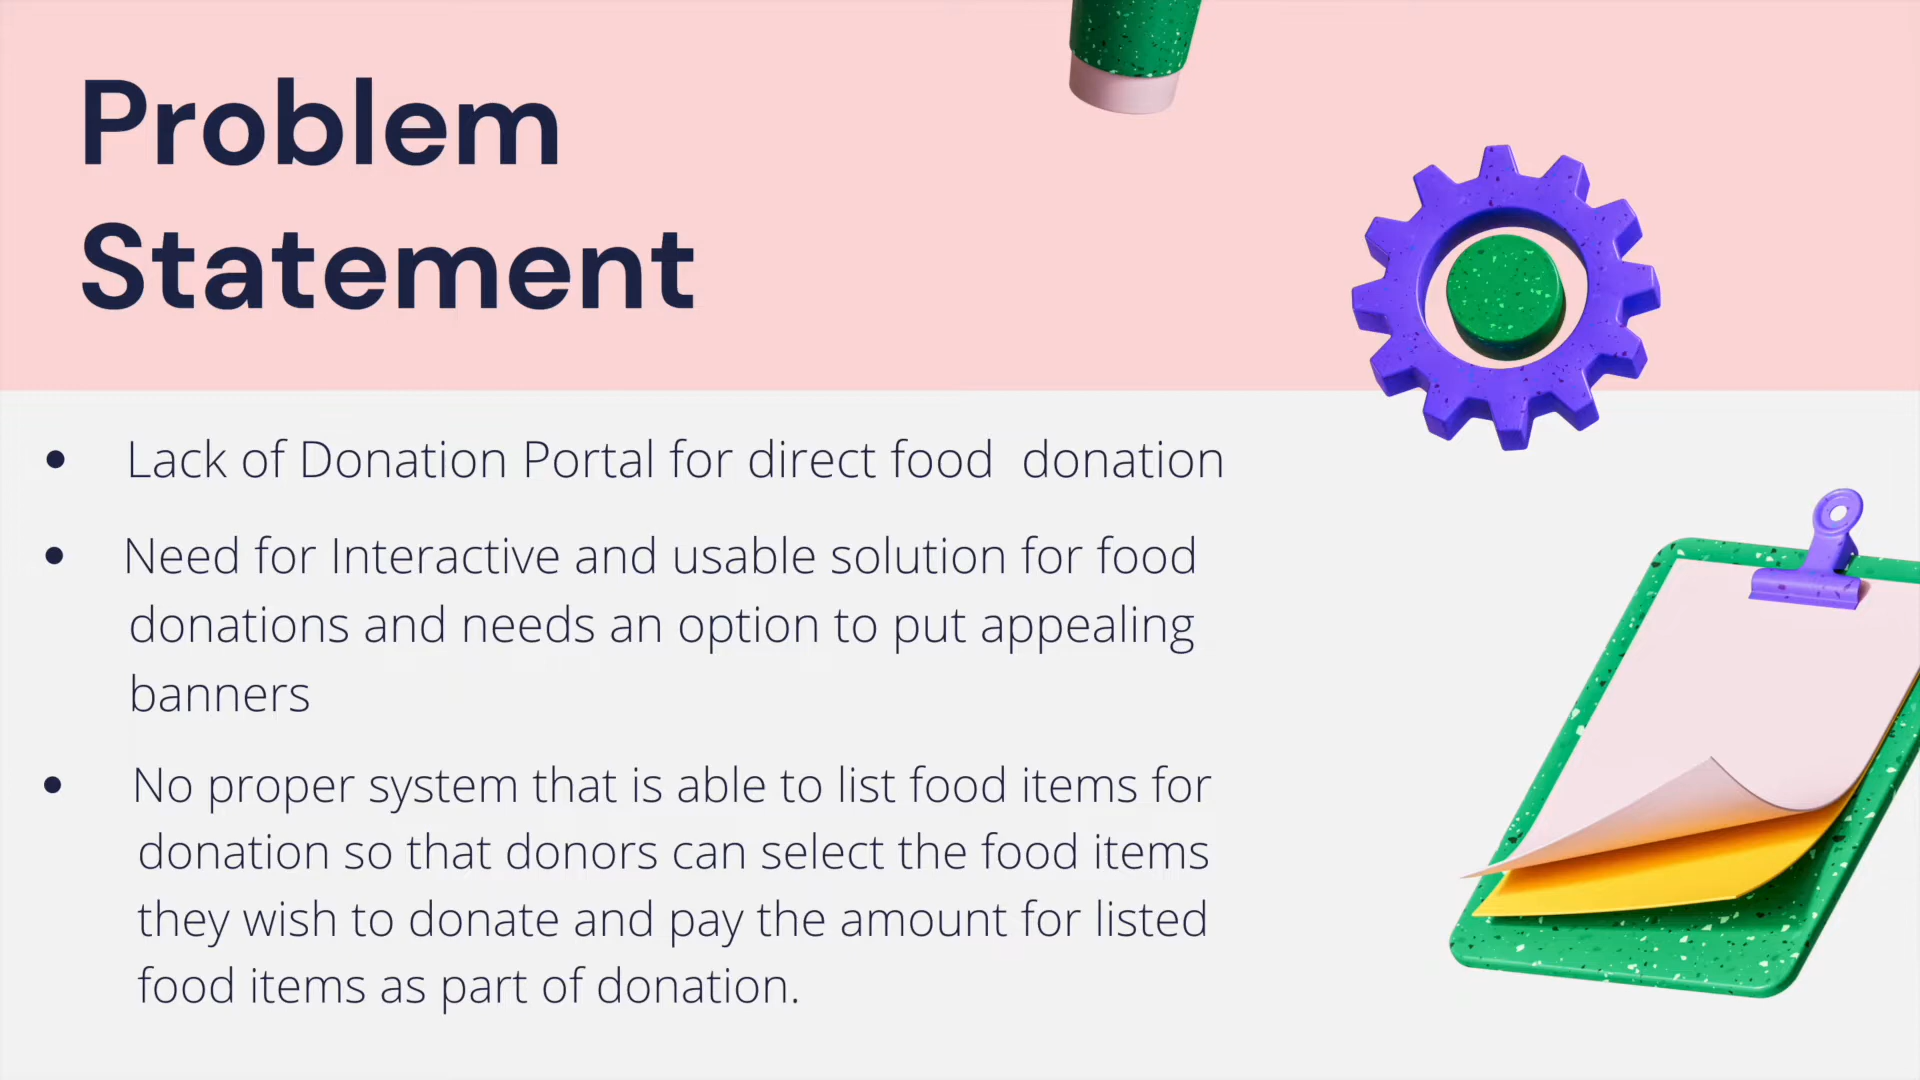 Problem
Statement
• Lack of Donation Portal for direct food  donation
• Need for Interactive and usable solution for food
donations and needs an option to put appealing
banners
• No proper system that is able to list food items for
donation so that donors can select the food items
they wish to donate and pay the amount for listed
food items as part of donation.